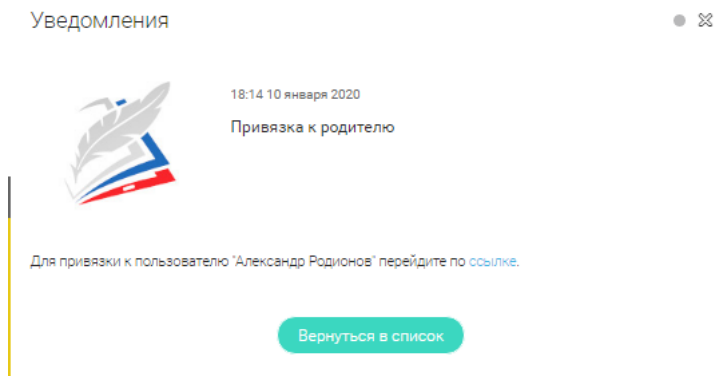 Уведомления
18:14 10 января 2020
Привязка к родителю
Для привязки к пользователю "Александр Родионов" перейдите по ссылке.
Вернуться в список